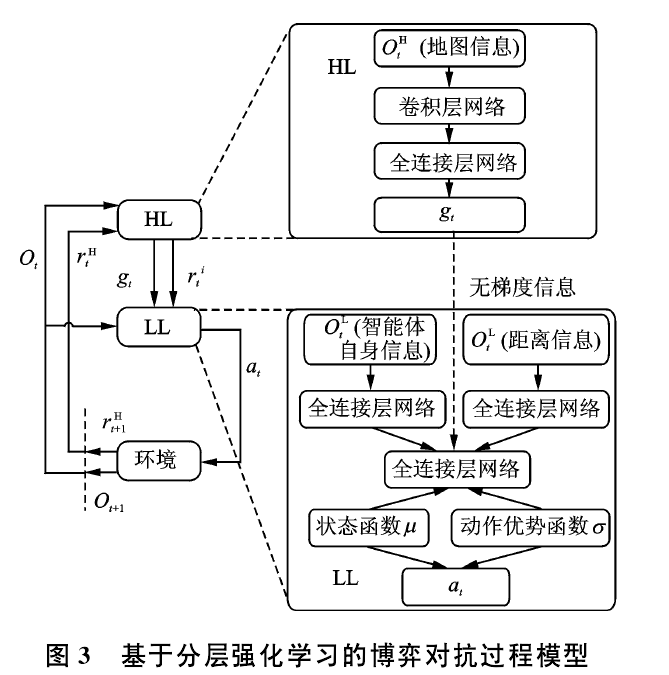 HL
O_t^H (地图信息)
卷积层网络
全连接层网络
g_t
HL
O_t
r_t^H
g_t
r_t^i
无梯度信息
LL
O_t^L (智能体
自身信息)
O_t^L (距离信息)
a_t
全连接层网络
全连接层网络
r_{t+1}^H
环境
全连接层网络
O_{t+1}
状态函数 μ
动作优势函数 σ
LL
a_t
图 3 基于分层强化学习的博弈对抗过程模型